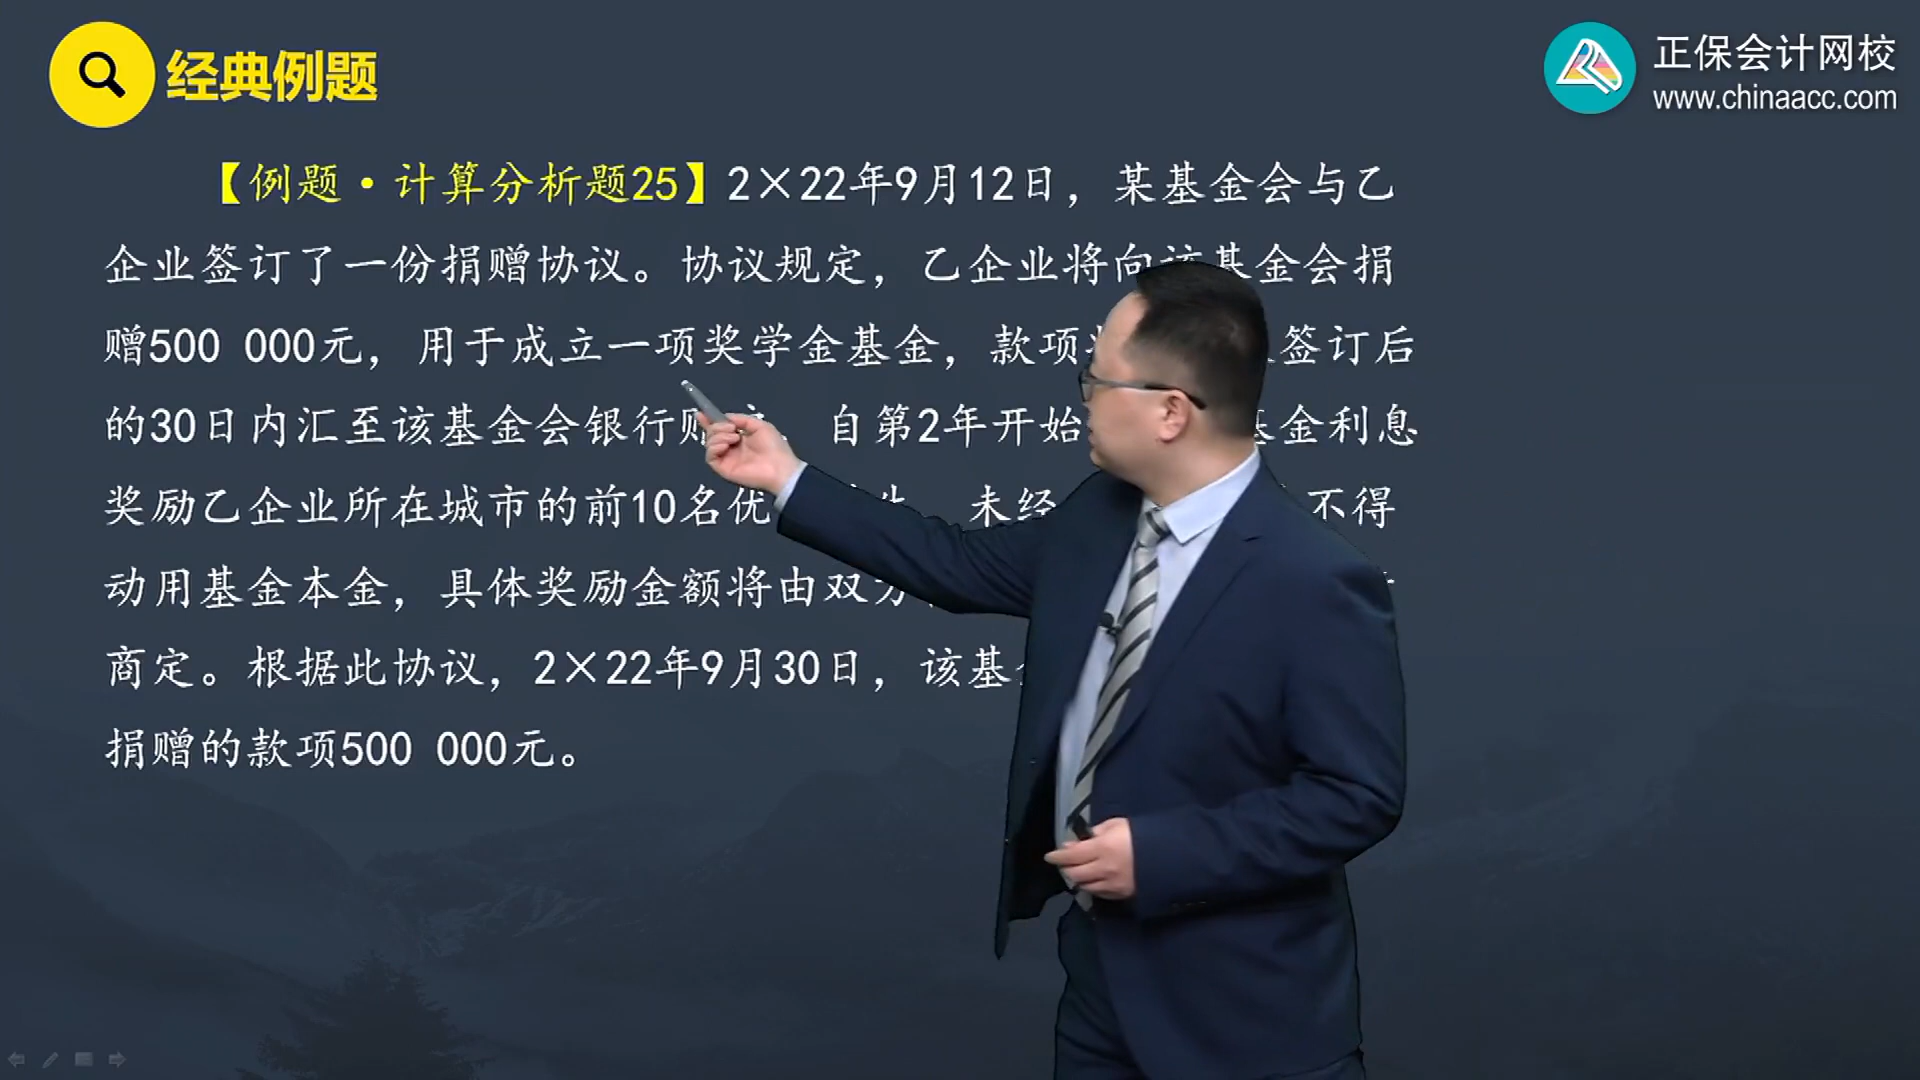 经典例题
正保会计网校
www.chinaacc.com
【例题·计算分析题25】2×22年9月12日，某基金会与乙
企业签订了一份捐赠协议。协议规定，乙企业将向该基金会捐
赠500 000元，用于成立一项奖学金基金，款项 签订后
的30日内汇至该基金会银行账户 自第2年开始 基金利息
奖励乙企业所在城市的前10名优 未经 不得
动用基金本金，具体奖励金额将由双方
商定。根据此协议，2×22年9月30日，该基
捐赠的款项500 000元。